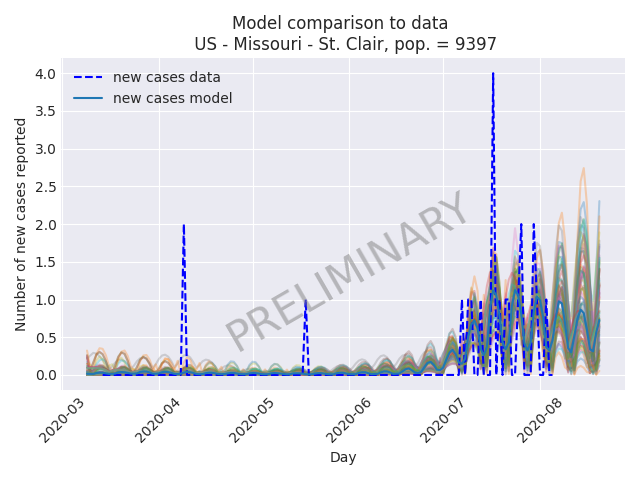 Model comparison to data
US - Missouri - St. Clair, pop. = 9397
new cases data
new cases model
Number of new cases reported
4.0
3.5
3.0
2.5
2.0
1.5
1.0
0.5
0.0
PRELIMINARY
2020-03
2020-04
2020-05
2020-06
2020-07
2020-08
Day